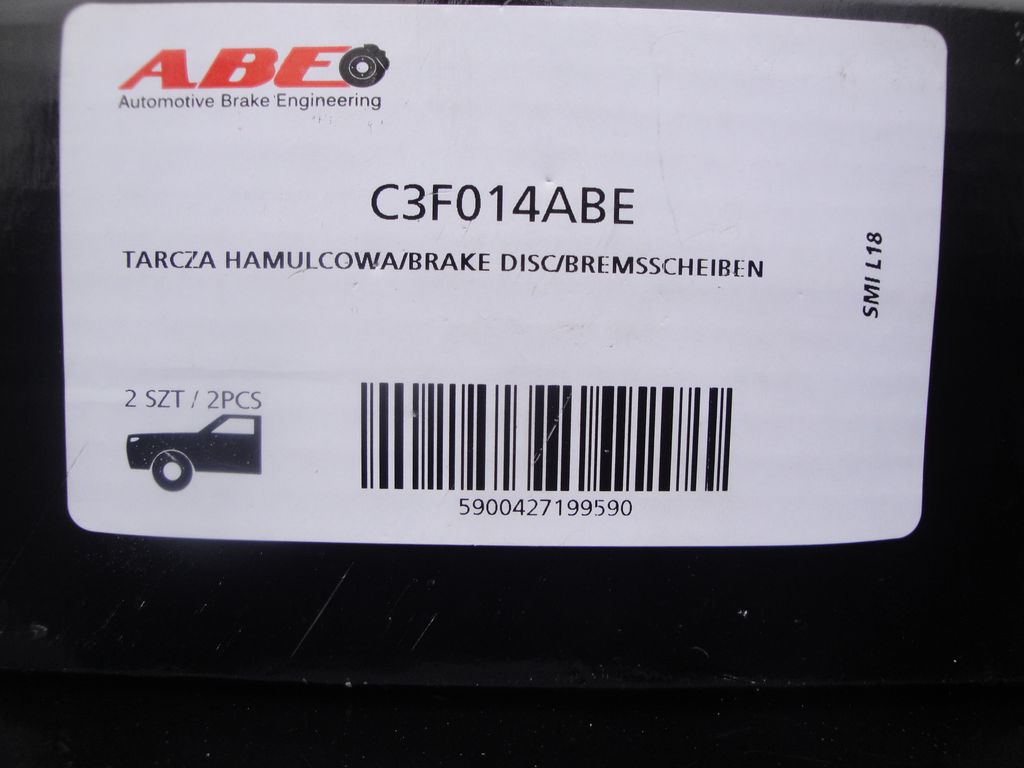 ABE
Automotive Brake Engineering
C3F014ABE
TARCZA HAMULCOWA/BRAKE DISC/BREMSSCHEIBEN
SMI L18
2 SZT / 2PCS
5900427199590